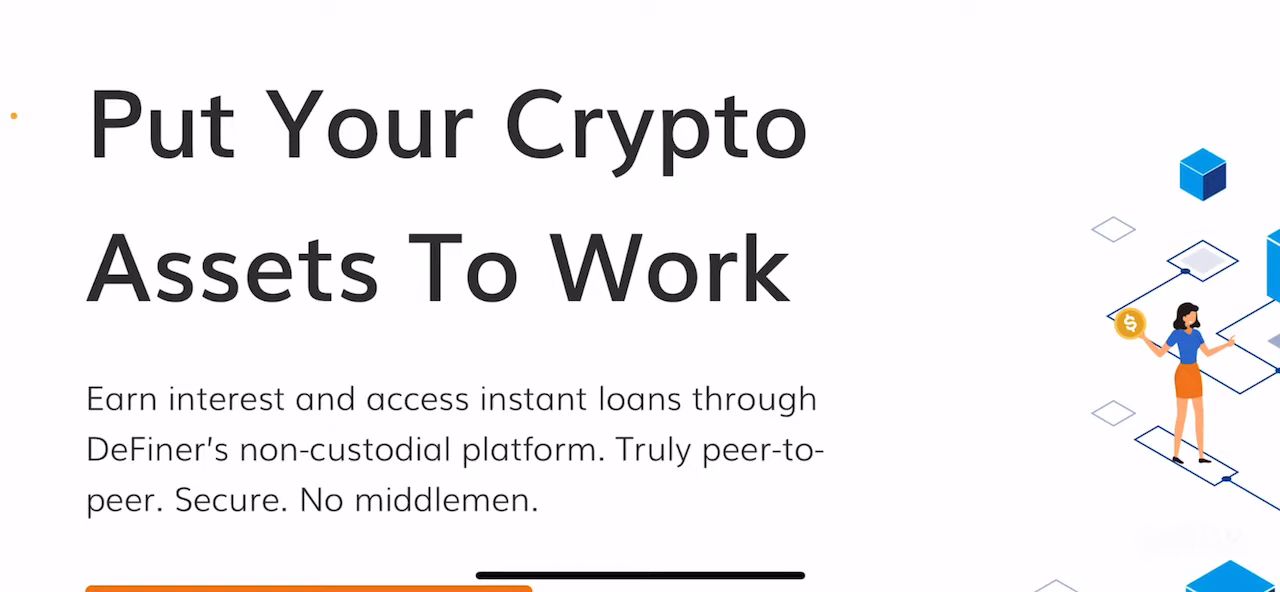 Put Your Crypto
Assets To Work
Earn interest and access instant loans through
DeFiner's non-custodial platform. Truly peer-to-
peer. Secure. No middlemen.
$